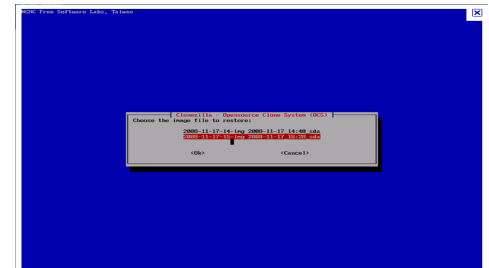 NCHC Free Software Labs, Taiwan
Clonezilla - Opensource Clone System (OCS)
Choose the image file to restore:
2008-11-17-14-img 2008-11-17 14:40 sda
2008-11-17-15-img 2008-11-17 16:28 sda
<Ok> <Cancel>